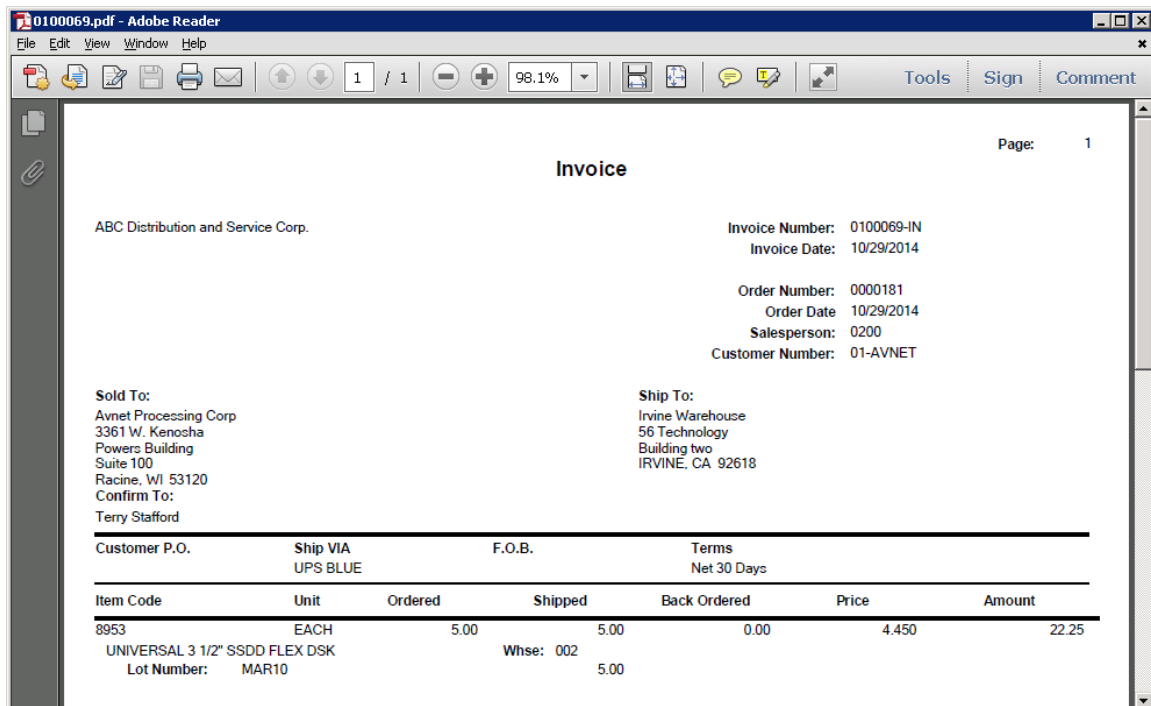 0100069.pdf - Adobe Reader
File Edit View Window Help
1 / 1 98.1% Tools Sign Comment
Page: 1
Invoice
ABC Distribution and Service Corp.
Invoice Number: 0100069-IN
Invoice Date: 10/29/2014
Order Number: 0000181
Order Date 10/29/2014
Salesperson: 0200
Customer Number: 01-AVNET
Sold To:
Avnet Processing Corp
3361 W. Kenosha
Powers Building
Suite 100
Racine, WI 53120
Ship To:
Irvine Warehouse
56 Technology
Building two
IRVINE, CA 92618
Confirm To:
Terry Stafford
Customer P.O. Ship VIA F.O.B. Terms
UPS BLUE Net 30 Days
Item Code Unit Ordered Shipped Back Ordered Price Amount
8953 EACH 5.00 5.00 0.00 4.450 22.25
UNIVERSAL 3 1/2" SSDD FLEX DSK Whse: 002
Lot Number: MAR10 5.00